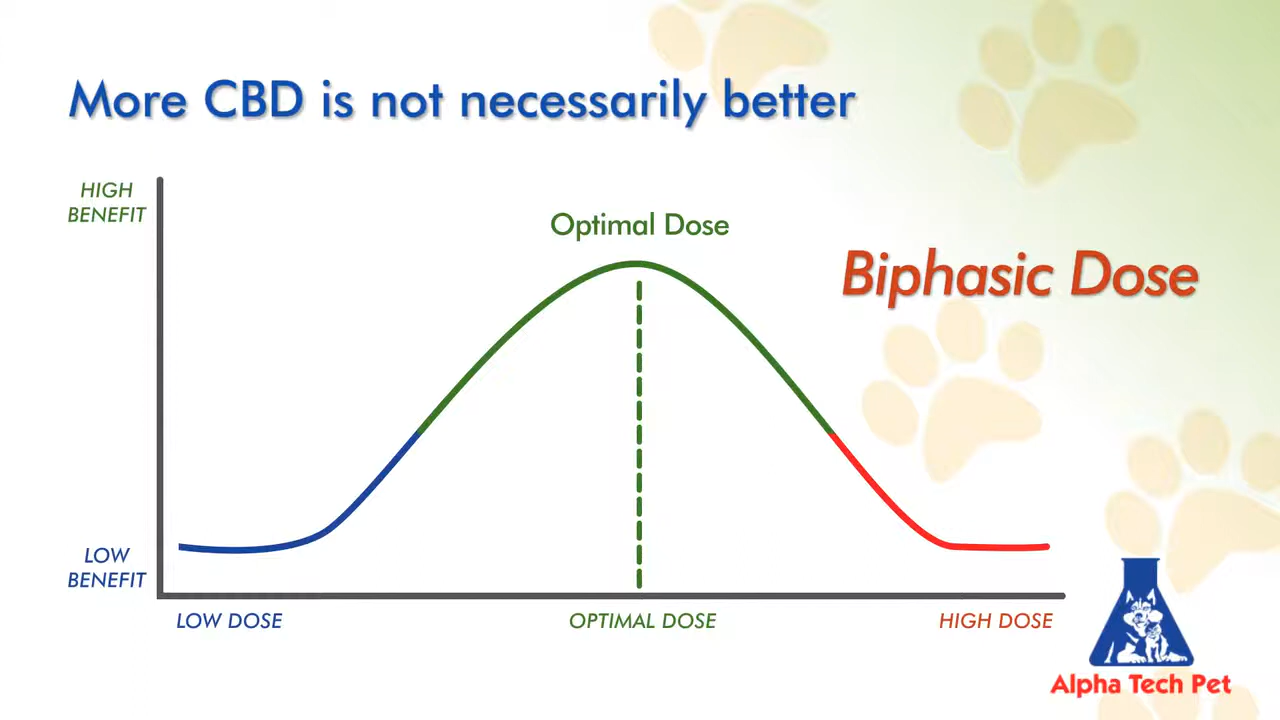 More CBD is not necessarily better
HIGH
BENEFIT
Optimal Dose
Biphasic Dose
LOW
BENEFIT
LOW DOSE
OPTIMAL DOSE
HIGH DOSE
Alpha Tech Pet